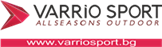 VARRIO SPORT
ALLSEASONS OUTDOOR
www.varriosport.bg